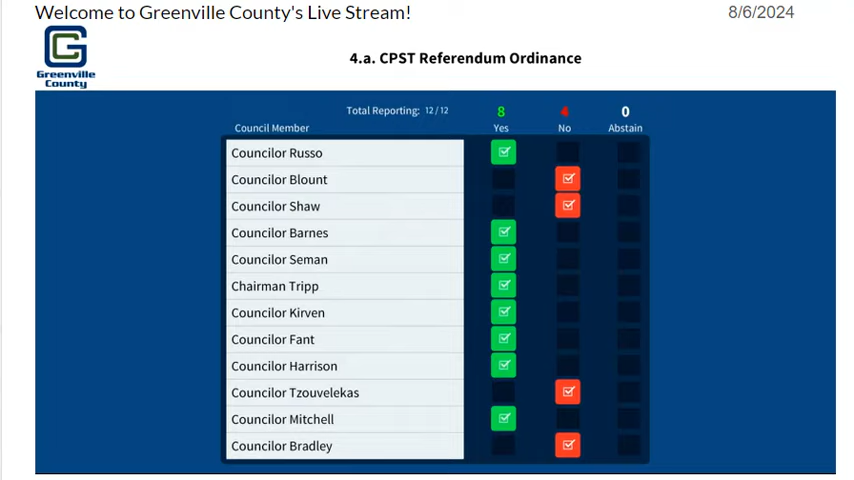 Welcome to Greenville County's Live Stream!
8/6/2024
Greenville
County
4.a. CPST Referendum Ordinance
Total Reporting: 12 / 12
8
4
0
Council Member
Yes
No
Abstain
Councilor Russo
Councilor Blount
Councilor Shaw
Councilor Barnes
Councilor Seman
Chairman Tripp
Councilor Kirven
Councilor Fant
Councilor Harrison
Councilor Tzouvelekas
Councilor Mitchell
Councilor Bradley